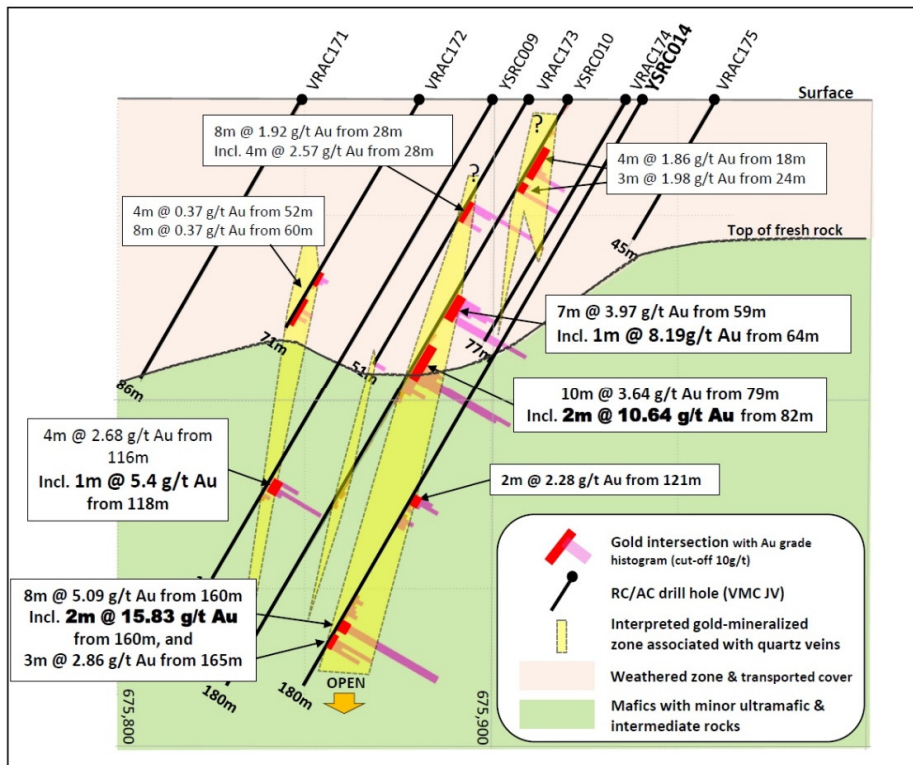 VRAC171
VRAC172
YSRC009
VRAC173
YSRC010
VRAC174
YSRC014
VRAC175
Surface
8m @ 1.92 g/t Au from 28m
Incl. 4m @ 2.57 g/t Au from 28m
?
?
4m @ 1.86 g/t Au from 18m
3m @ 1.98 g/t Au from 24m
4m @ 0.37 g/t Au from 52m
8m @ 0.37 g/t Au from 60m
Top of fresh rock
45m
7m @ 3.97 g/t Au from 59m
Incl. 1m @ 8.19g/t Au from 64m
71m
77m
51m
86m
10m @ 3.64 g/t Au from 79m
Incl. 2m @ 10.64 g/t Au from 82m
4m @ 2.68 g/t Au from
116m
Incl. 1m @ 5.4 g/t Au
from 118m
2m @ 2.28 g/t Au from 121m
Gold intersection with Au grade
histogram (cut-off 10g/t)
RC/AC drill hole (VMC JV)
Interpreted gold-mineralized
zone associated with quartz veins
Weathered zone & transported cover
Mafics with minor ultramafic &
intermediate rocks
8m @ 5.09 g/t Au from 160m
Incl. 2m @ 15.83 g/t Au
from 160m, and
3m @ 2.86 g/t Au from 165m
180m
180m
OPEN
675,800
675,900